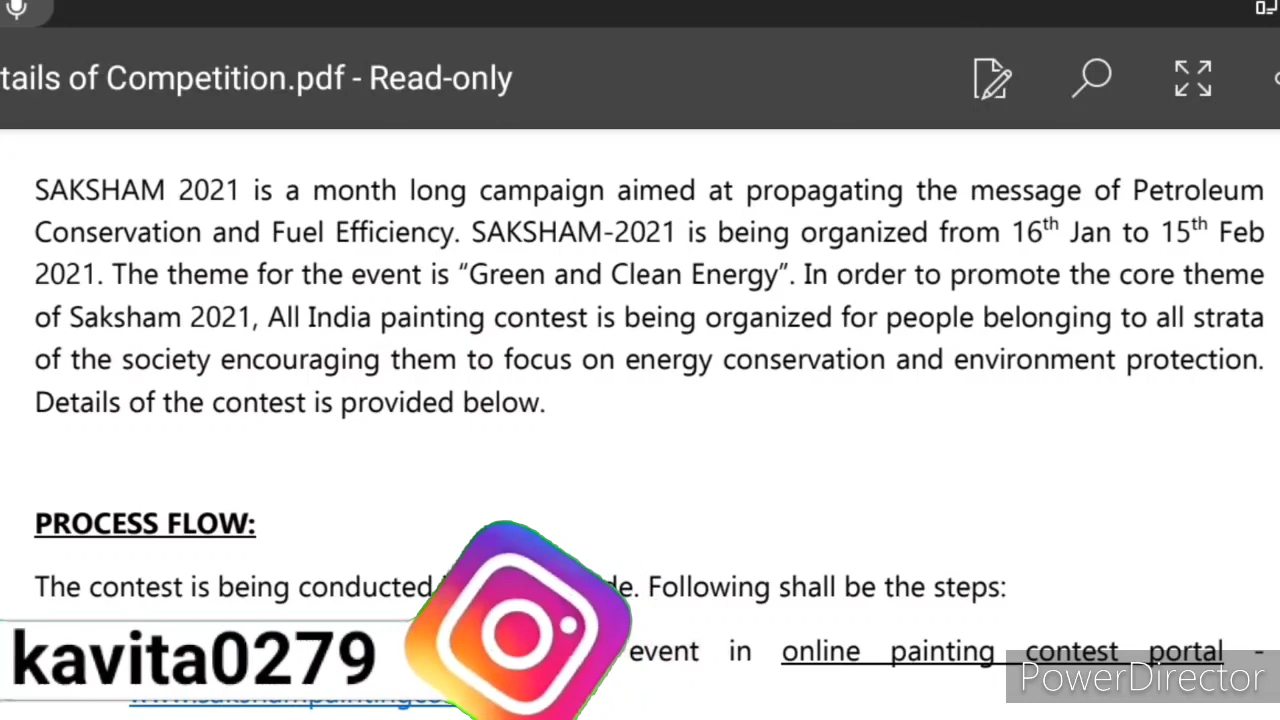 tails of Competition.pdf - Read-only
SAKSHAM 2021 is a month long campaign aimed at propagating the message of Petroleum
Conservation and Fuel Efficiency. SAKSHAM-2021 is being organized from 16th Jan to 15th Feb
2021. The theme for the event is “Green and Clean Energy”. In order to promote the core theme
of Saksham 2021, All India painting contest is being organized for people belonging to all strata
of the society encouraging them to focus on energy conservation and environment protection.
Details of the contest is provided below.
PROCESS FLOW:
The contest is being conducted de. Following shall be the steps:
event in online painting contest portal -
kavita0279
PowerDirector